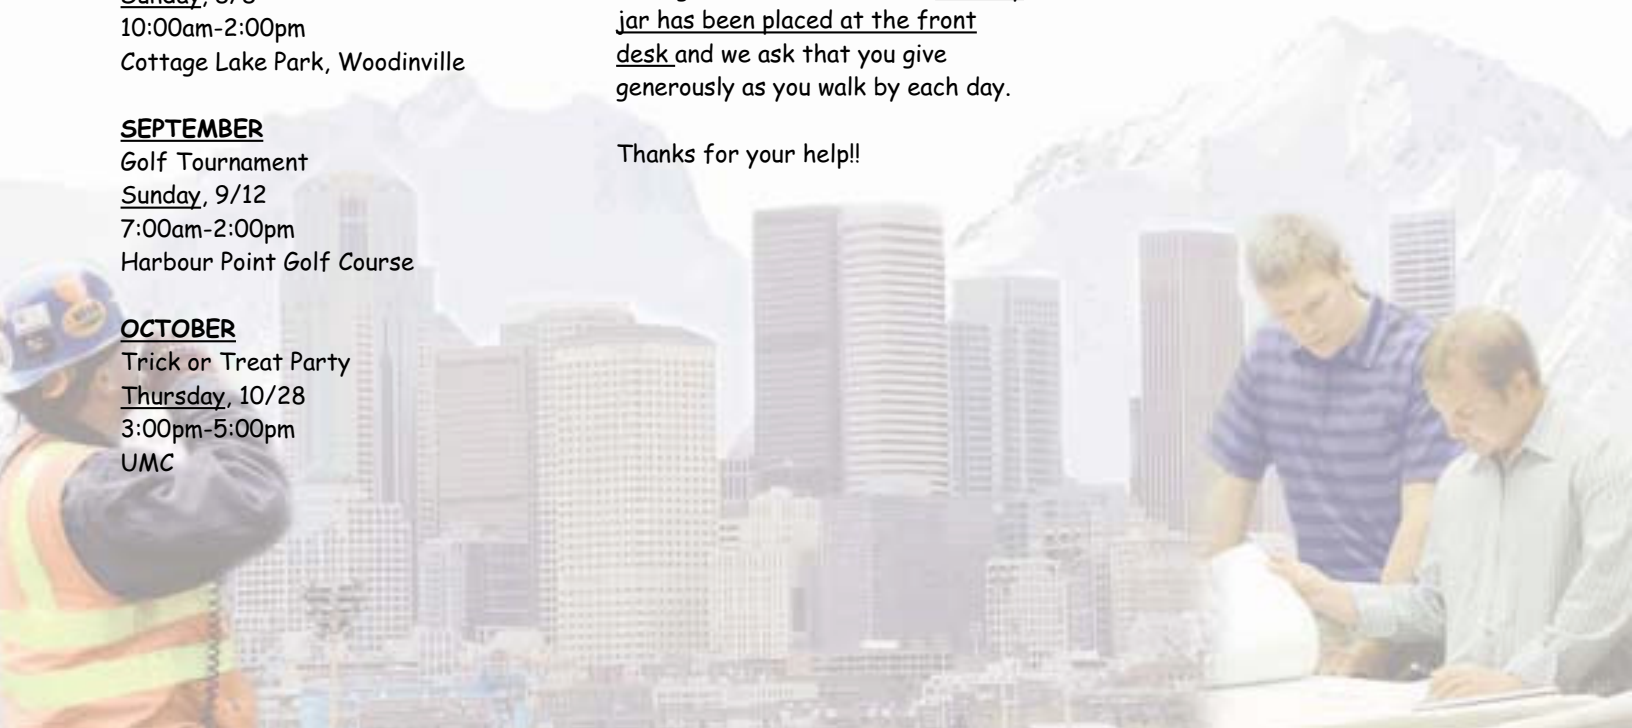 10:00am-2:00pm
Cottage Lake Park, Woodinville
SEPTEMBER
Golf Tournament
Sunday, 9/12
7:00am-2:00pm
Harbour Point Golf Course
OCTOBER
Trick or Treat Party
Thursday, 10/28
3:00pm-5:00pm
UMC
jar has been placed at the front
desk and we ask that you give
generously as you walk by each day.
Thanks for your help!!